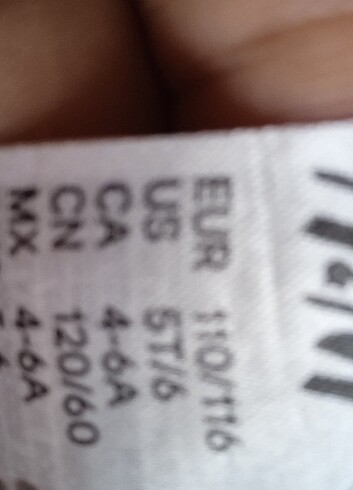 H&M
EUR 110/116
US 5T/6
CA 4-6A
CN 120/60
MX 4-6A